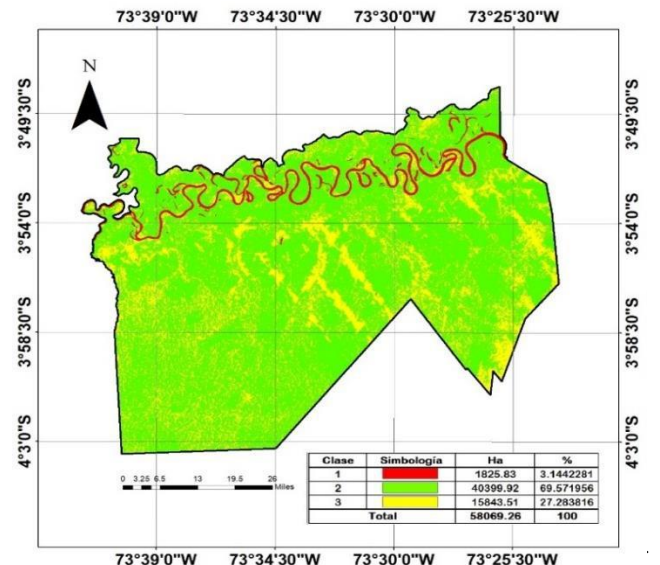 73°39'0"W 73°34'30"W 73°30'0"W 73°25'30"W
N
3°49'30"S 3°49'30"S
3°54'0"S 3°54'0"S
3°58'30"S 3°58'30"S
4°3'0"S 4°3'0"S
0 3.25 6.5 13 19.5 26
Miles
Clase Simbología Ha %
1 1825.83 3.1442281
2 40399.92 69.571956
3 15843.51 27.283816
Total 58069.26 100
73°39'0"W 73°34'30"W 73°30'0"W 73°25'30"W